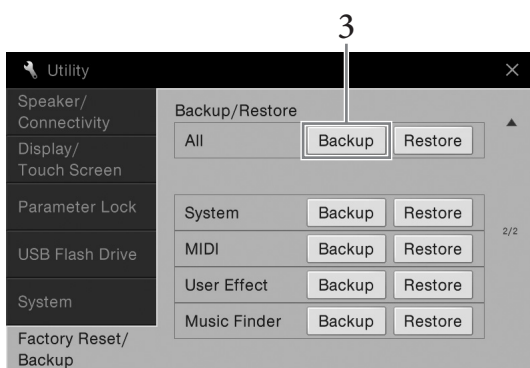 3
Utility
Speaker/
Connectivity
Display/
Touch Screen
Parameter Lock
USB Flash Drive
System
Factory Reset/
Backup
Backup/Restore
All Backup Restore
System Backup Restore
MIDI Backup Restore
User Effect Backup Restore
Music Finder Backup Restore
2/2